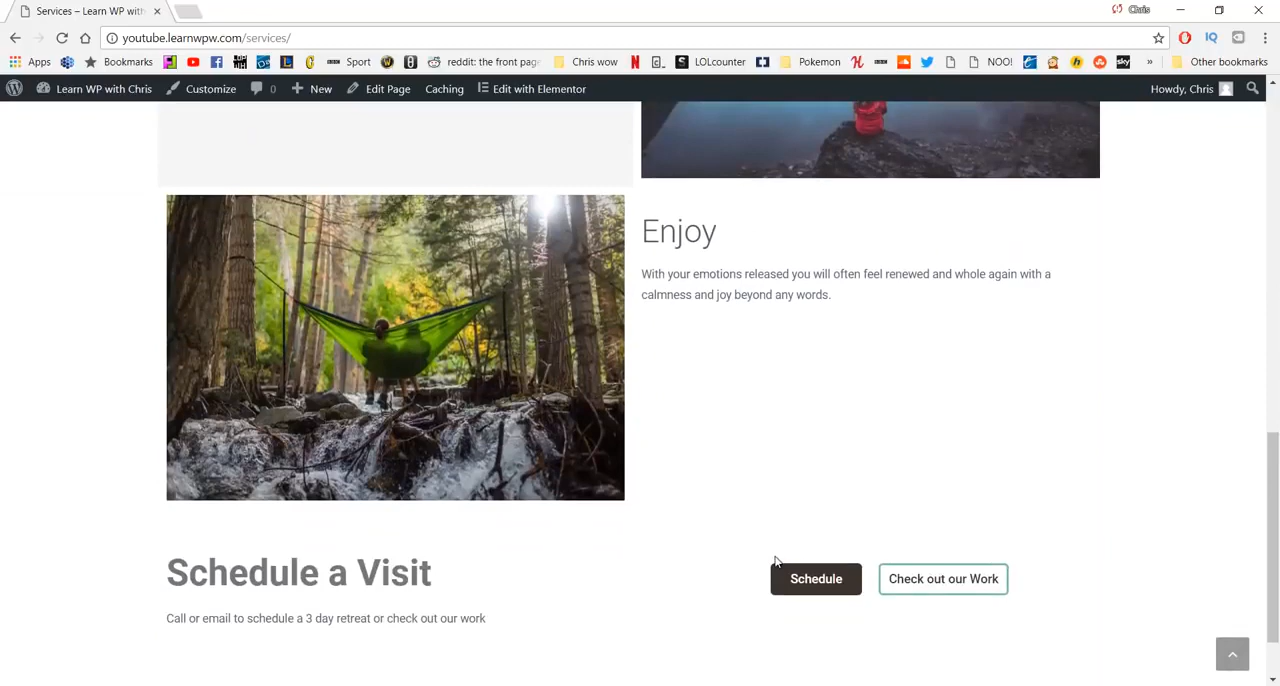 Services – Learn WP with
Chris
youtube.learnwpw.com/services/
IQ
Apps
Bookmarks
Sport
reddit: the front page
Chris wow
LOLcounter
Pokemon
NOO!
sky
»
Other bookmarks
Learn WP with Chris
Customize
0
New
Edit Page
Caching
Edit with Elementor
Howdy, Chris
Enjoy
With your emotions released you will often feel renewed and whole again with a
calmness and joy beyond any words.
Schedule a Visit
Schedule
Check out our Work
Call or email to schedule a 3 day retreat or check out our work